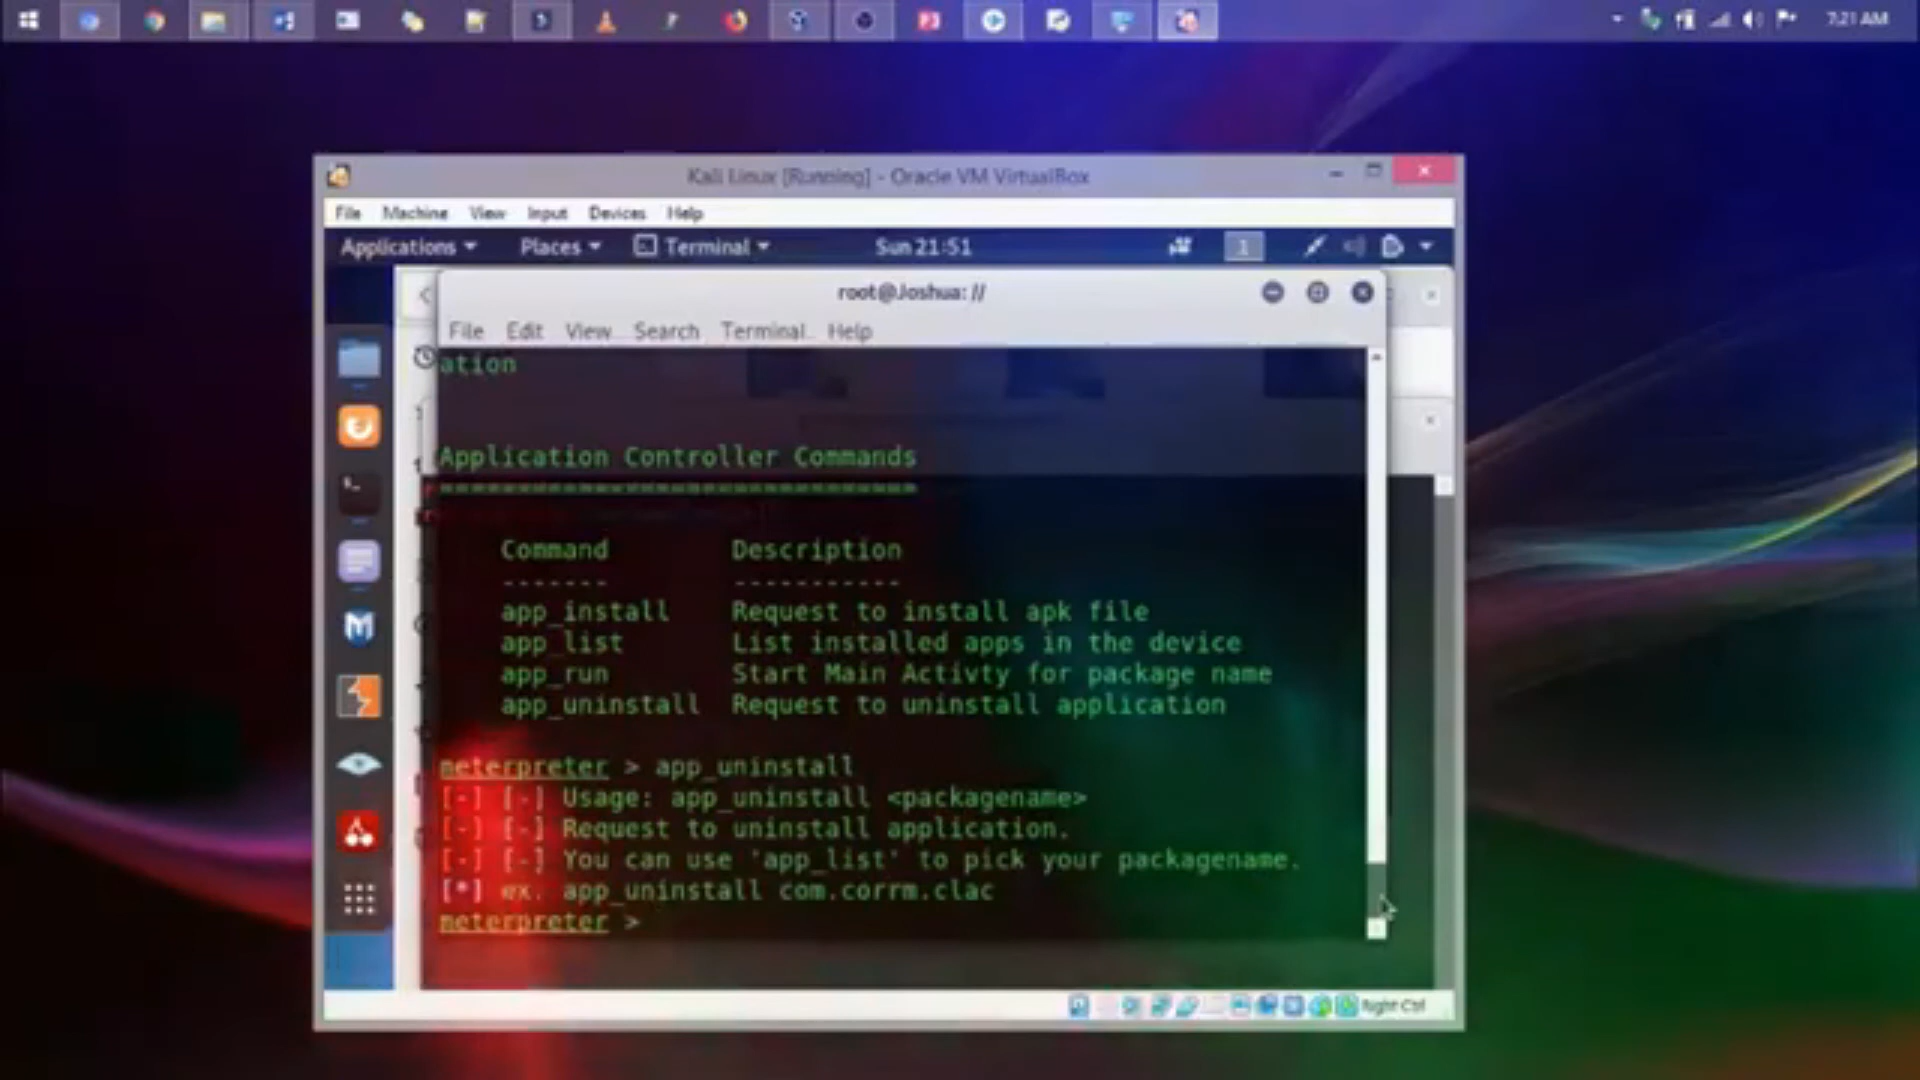 7:21 AM
Kali Linux [Running] - Oracle VM VirtualBox
File Machine View Input Devices Help
Applications Places Terminal Sun 21:51 1
root@Joshua: //
File Edit View Search Terminal Help
ation
Application Controller Commands
===============================
Command Description
------- -----------
app_install Request to install apk file
app_list List installed apps in the device
app_run Start Main Activty for package name
app_uninstall Request to uninstall application
meterpreter > app_uninstall
[-] [-] Usage: app_uninstall <packagename>
[-] [-] Request to uninstall application.
[-] [-] You can use 'app_list' to pick your packagename.
[*] ex. app_uninstall com.corrm.clac
meterpreter >
Right Ctrl